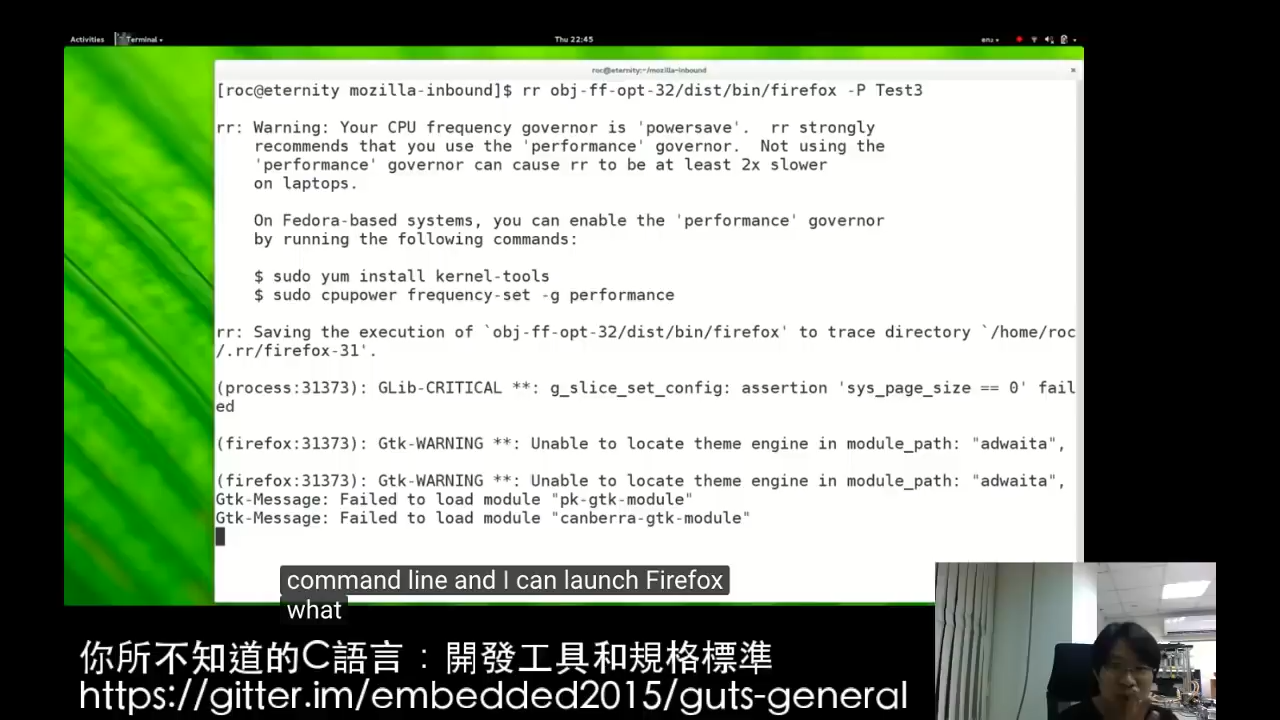 Activities
Terminal
Thu 22:45
roc@eternity:~/mozilla-inbound
[roc@eternity mozilla-inbound]$ rr obj-ff-opt-32/dist/bin/firefox -P Test3
rr: Warning: Your CPU frequency governor is 'powersave'.  rr strongly
recommends that you use the 'performance' governor.  Not using the
'performance' governor can cause rr to be at least 2x slower
on laptops.
On Fedora-based systems, you can enable the 'performance' governor
by running the following commands:
$ sudo yum install kernel-tools
$ sudo cpupower frequency-set -g performance
rr: Saving the execution of `obj-ff-opt-32/dist/bin/firefox' to trace directory `/home/roc
/.rr/firefox-31'.
(process:31373): GLib-CRITICAL **: g_slice_set_config: assertion 'sys_page_size == 0' fail
ed
(firefox:31373): Gtk-WARNING **: Unable to locate theme engine in module_path: "adwaita",
(firefox:31373): Gtk-WARNING **: Unable to locate theme engine in module_path: "adwaita",
Gtk-Message: Failed to load module "pk-gtk-module"
Gtk-Message: Failed to load module "canberra-gtk-module"
command line and I can launch Firefox
what
你所不知道的C語言：開發工具和規格標準
https://gitter.im/embedded2015/guts-general